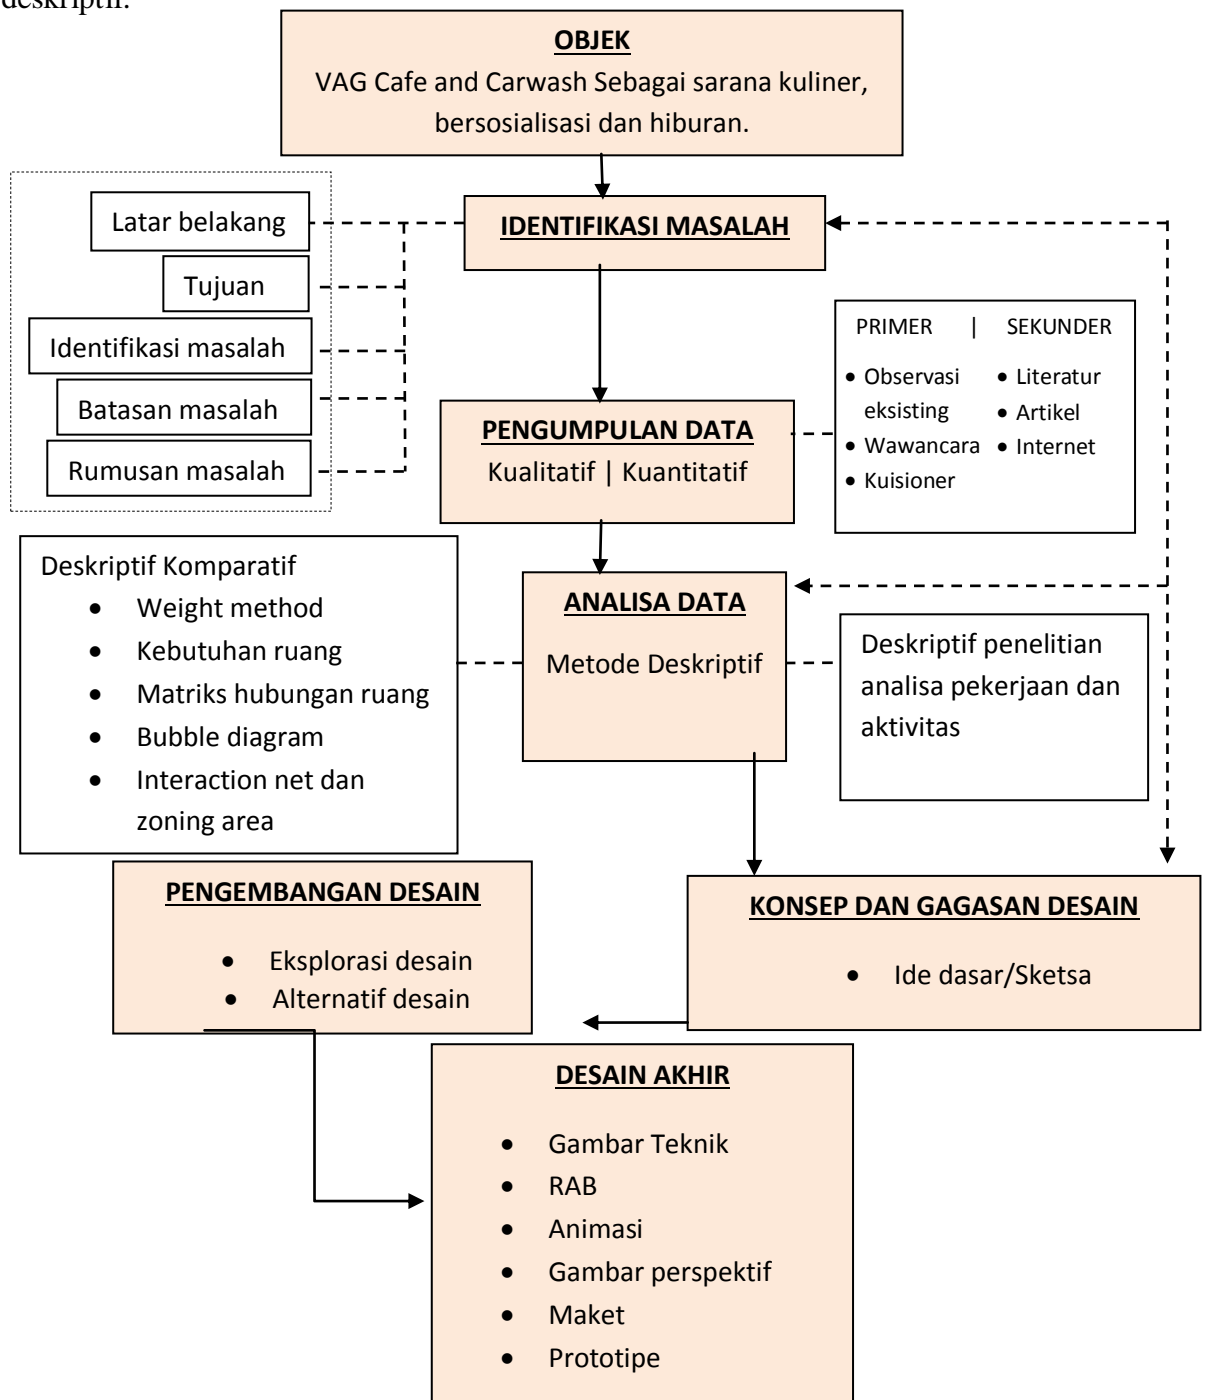 deskriptif.
OBJEK
VAG Cafe and Carwash Sebagai sarana kuliner,
bersosialisasi dan hiburan.
IDENTIFIKASI MASALAH
Latar belakang
Tujuan
Identifikasi masalah
Batasan masalah
Rumusan masalah
PENGUMPULAN DATA
Kualitatif | Kuantitatif
PRIMER | SEKUNDER
• Observasi
eksisting
• Wawancara
• Kuisioner
• Literatur
• Artikel
• Internet
ANALISA DATA
Metode Deskriptif
Deskriptif Komparatif
• Weight method
• Kebutuhan ruang
• Matriks hubungan ruang
• Bubble diagram
• Interaction net dan
zoning area
Deskriptif penelitian
analisa pekerjaan dan
aktivitas
KONSEP DAN GAGASAN DESAIN
• Ide dasar/Sketsa
PENGEMBANGAN DESAIN
• Eksplorasi desain
• Alternatif desain
DESAIN AKHIR
• Gambar Teknik
• RAB
• Animasi
• Gambar perspektif
• Maket
• Prototipe